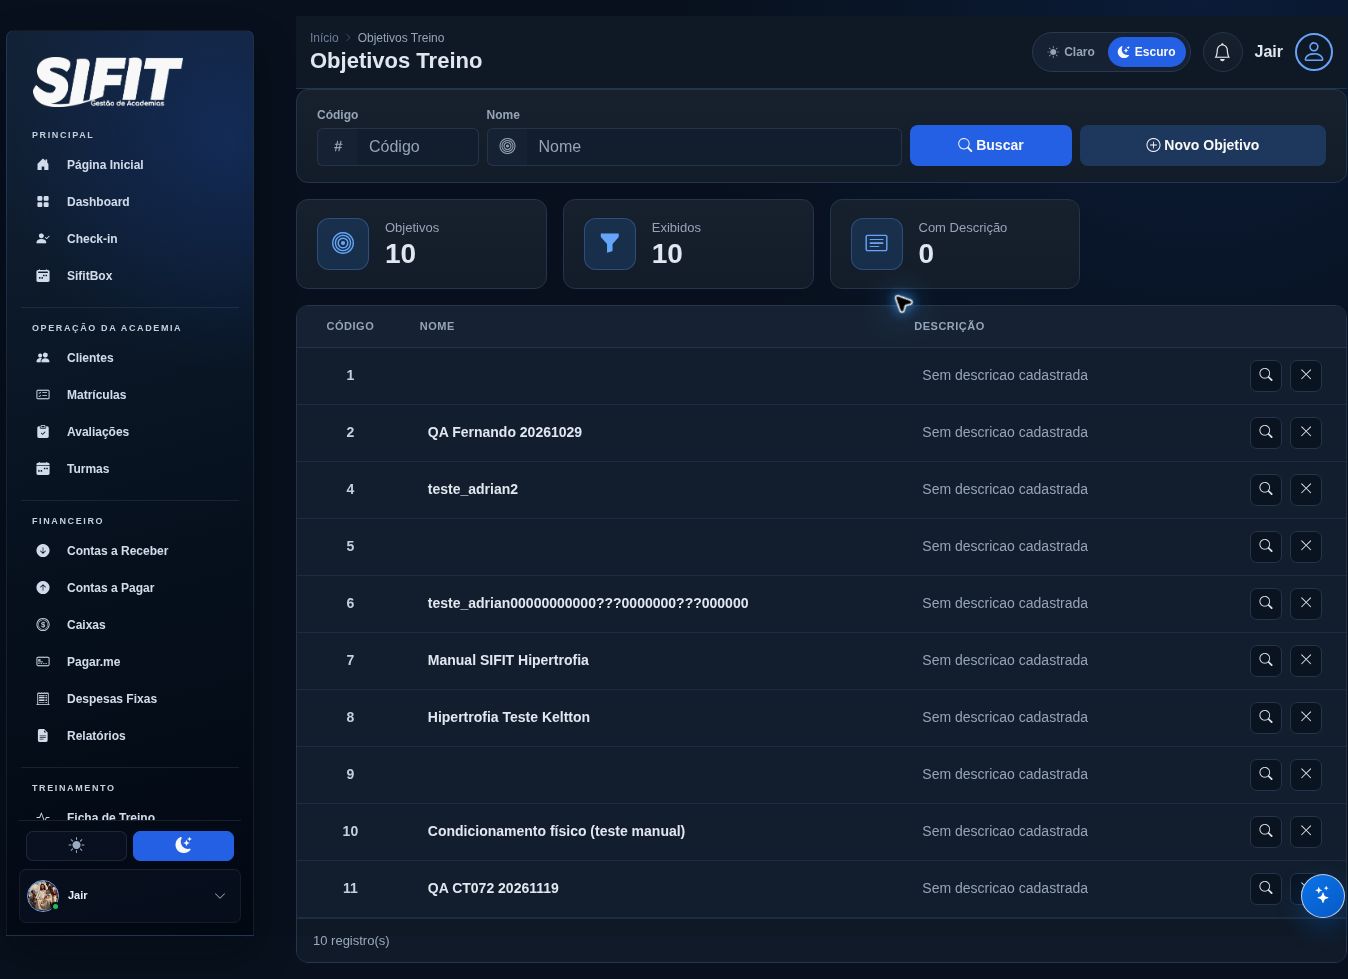 SIFIT
Gestão de Academias
PRINCIPAL
Página Inicial
Dashboard
Check-in
SifitBox
OPERAÇÃO DA ACADEMIA
Clientes
Matrículas
Avaliações
Turmas
FINANCEIRO
Contas a Receber
Contas a Pagar
Caixas
Pagar.me
Despesas Fixas
Relatórios
TREINAMENTO
Ficha de Treino
Jair
Início > Objetivos Treino
Objetivos Treino
Claro Escuro Jair
Código Nome
# Código Nome Buscar Novo Objetivo
Objetivos Exibidos Com Descrição
10 10 0
CÓDIGO NOME DESCRIÇÃO
1 Sem descricao cadastrada
2 QA Fernando 20261029 Sem descricao cadastrada
4 teste_adrian2 Sem descricao cadastrada
5 Sem descricao cadastrada
6 teste_adrian00000000000???0000000???000000 Sem descricao cadastrada
7 Manual SIFIT Hipertrofia Sem descricao cadastrada
8 Hipertrofia Teste Keltton Sem descricao cadastrada
9 Sem descricao cadastrada
10 Condicionamento físico (teste manual) Sem descricao cadastrada
11 QA CT072 20261119 Sem descricao cadastrada
10 registro(s)